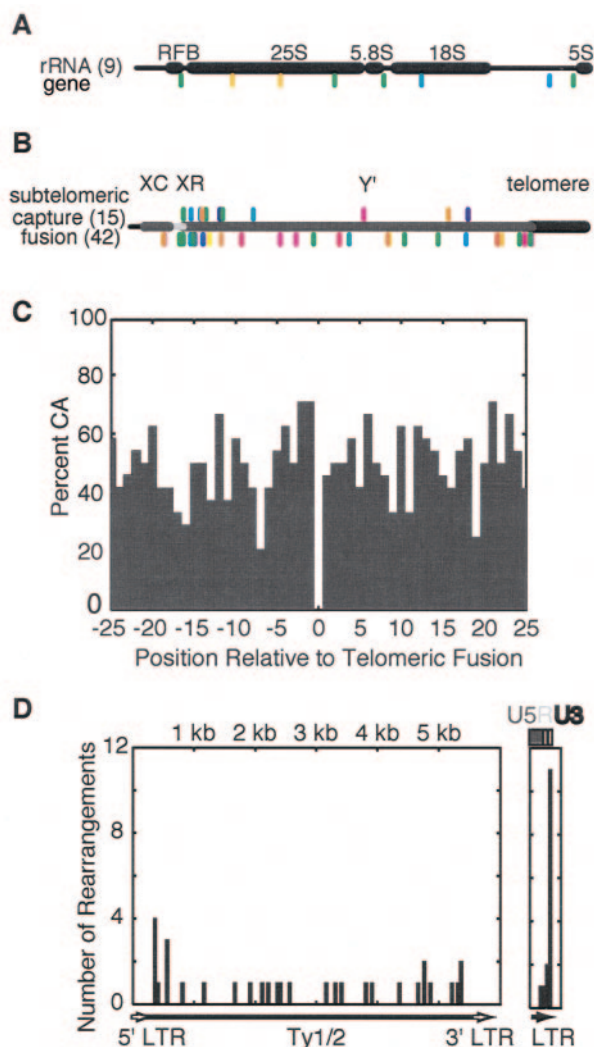 A
RFB 25S 5.8S 18S 5S
rRNA (9)
gene
B
XC XR Y' telomere
subtelomeric
capture (15)
fusion (42)
C
100
80
60
40
20
0
Percent CA
-25 -20 -15 -10 -5 0 5 10 15 20 25
Position Relative to Telomeric Fusion
D
U5RU3
1 kb 2 kb 3 kb 4 kb 5 kb
12
8
4
0
Number of Rearrangements
5' LTR Ty1/2 3' LTR LTR